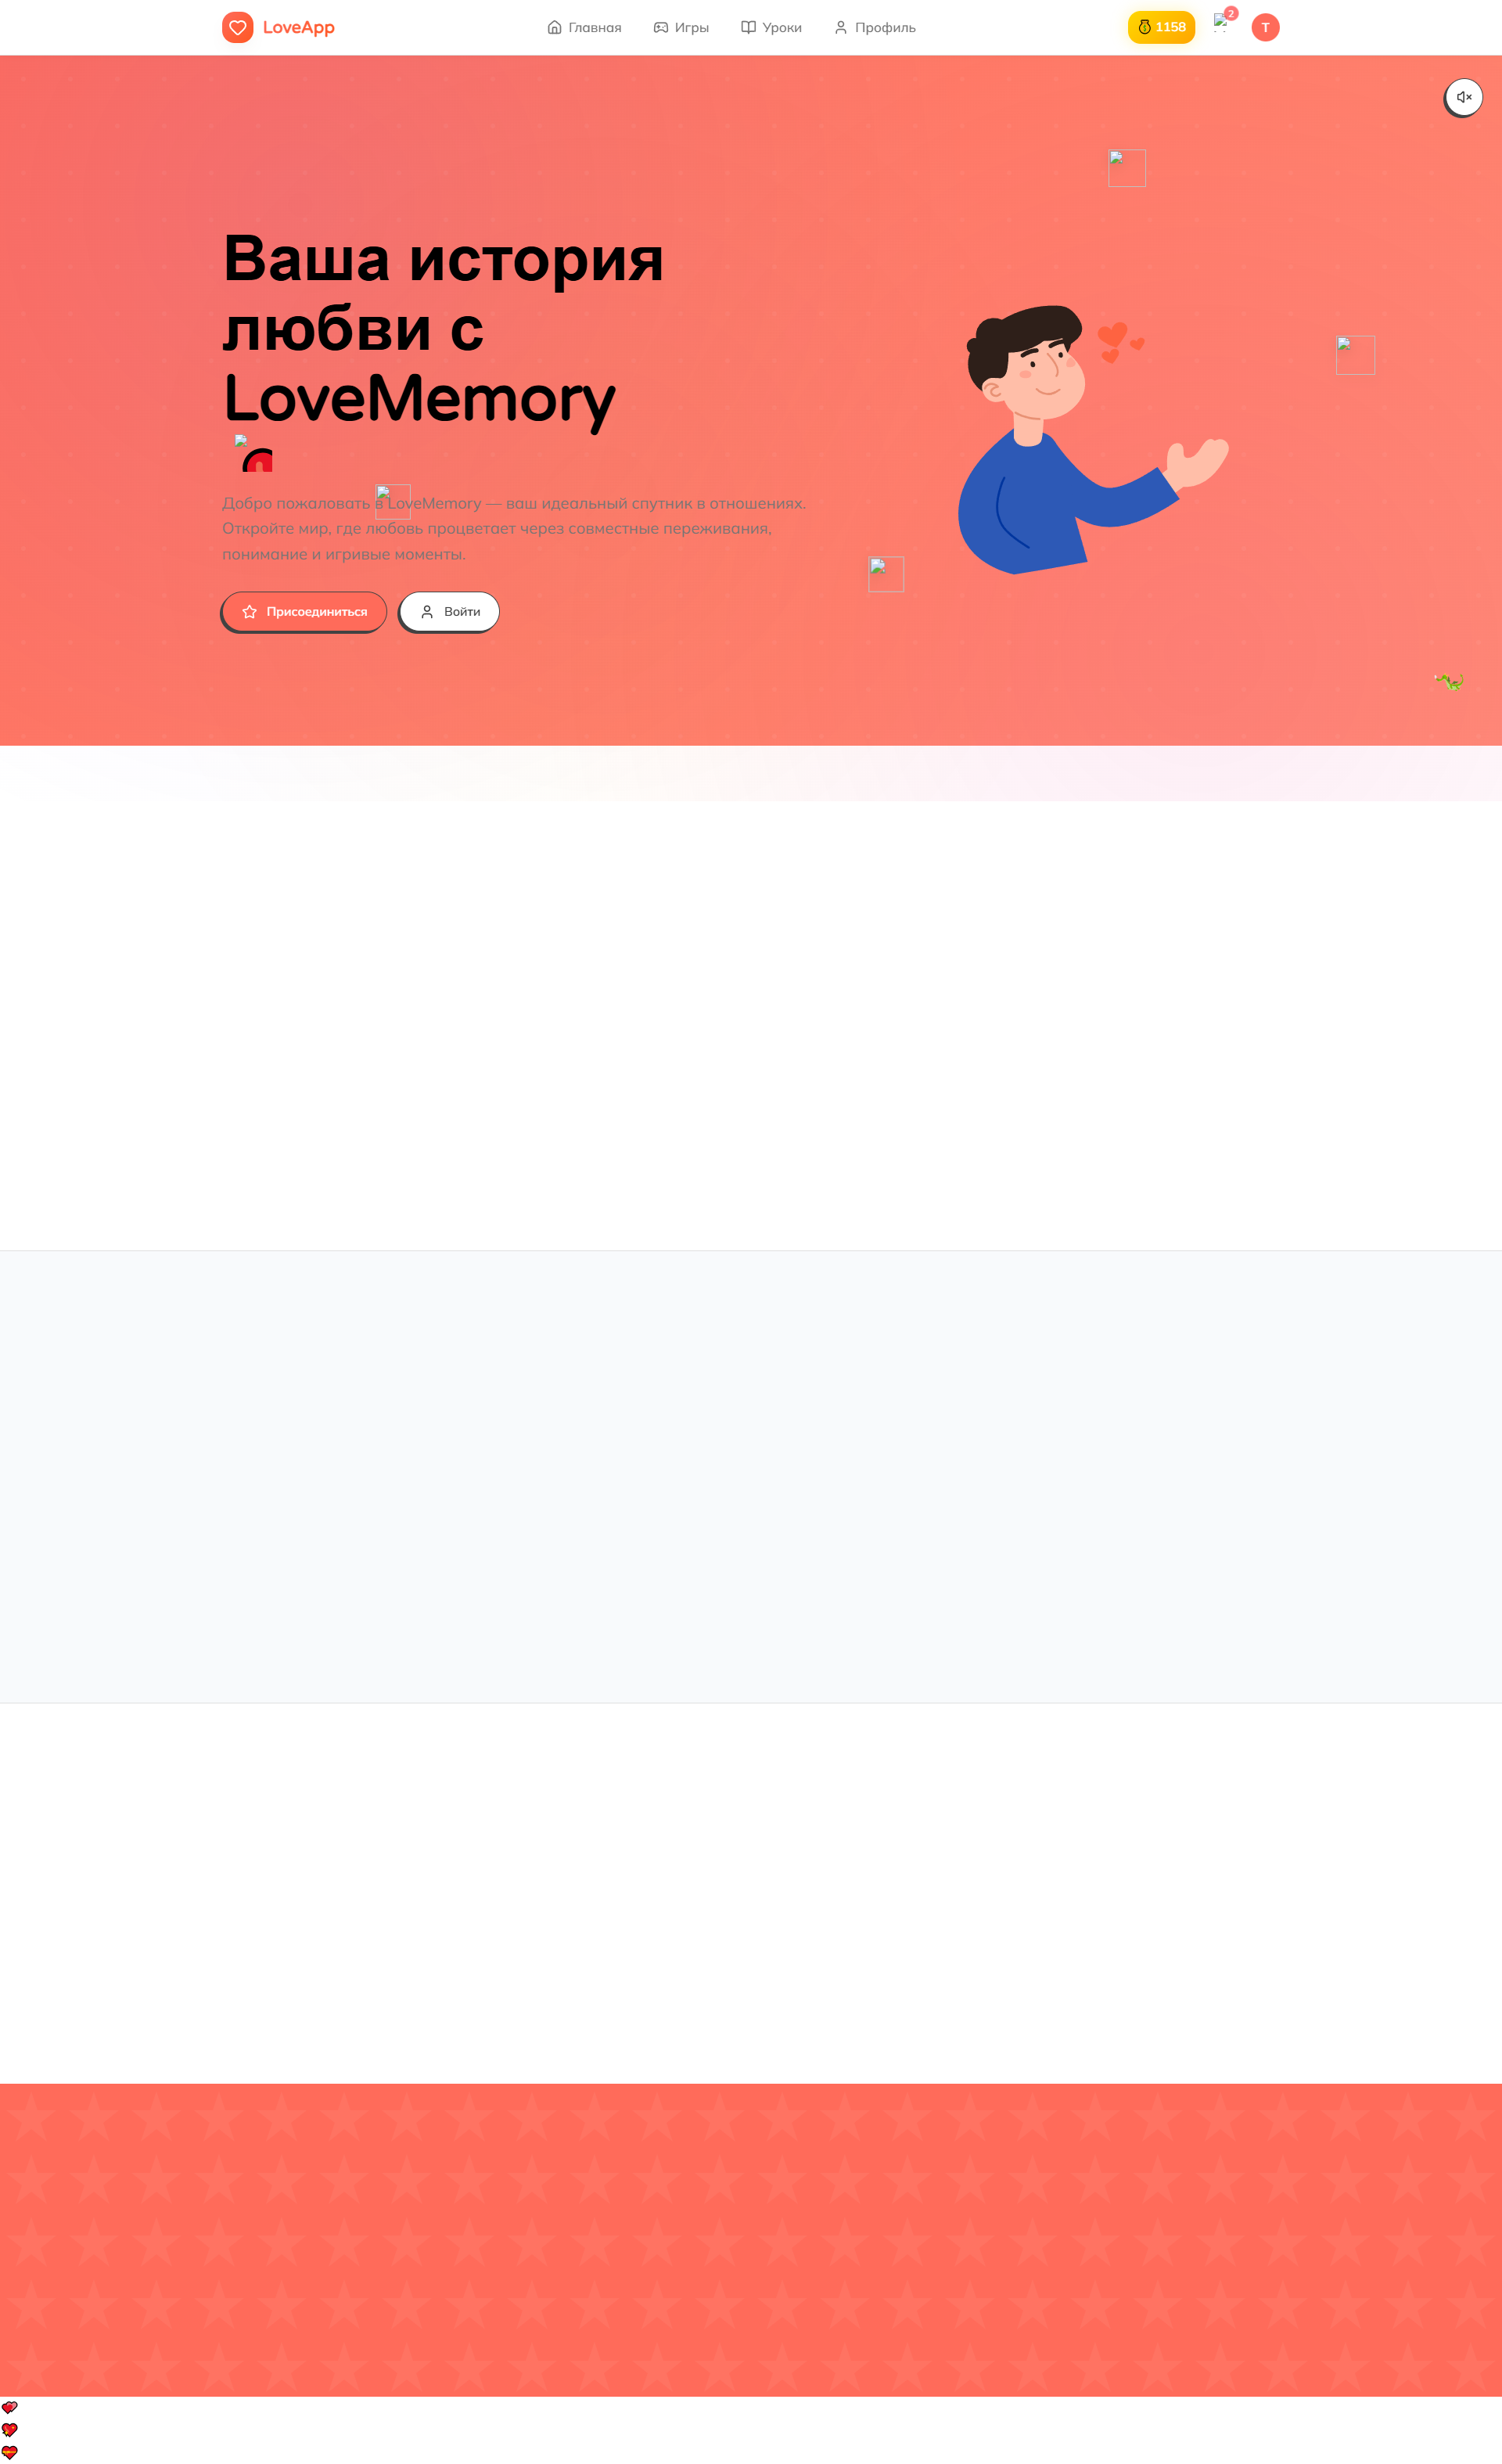 LoveApp
Главная
Игры
Уроки
Профиль
1158
2
T
Ваша история
любви с
LoveMemory
Добро пожаловать в LoveMemory — ваш идеальный спутник в отношениях.
Откройте мир, где любовь процветает через совместные переживания,
понимание и игривые моменты.
Присоединиться
Войти